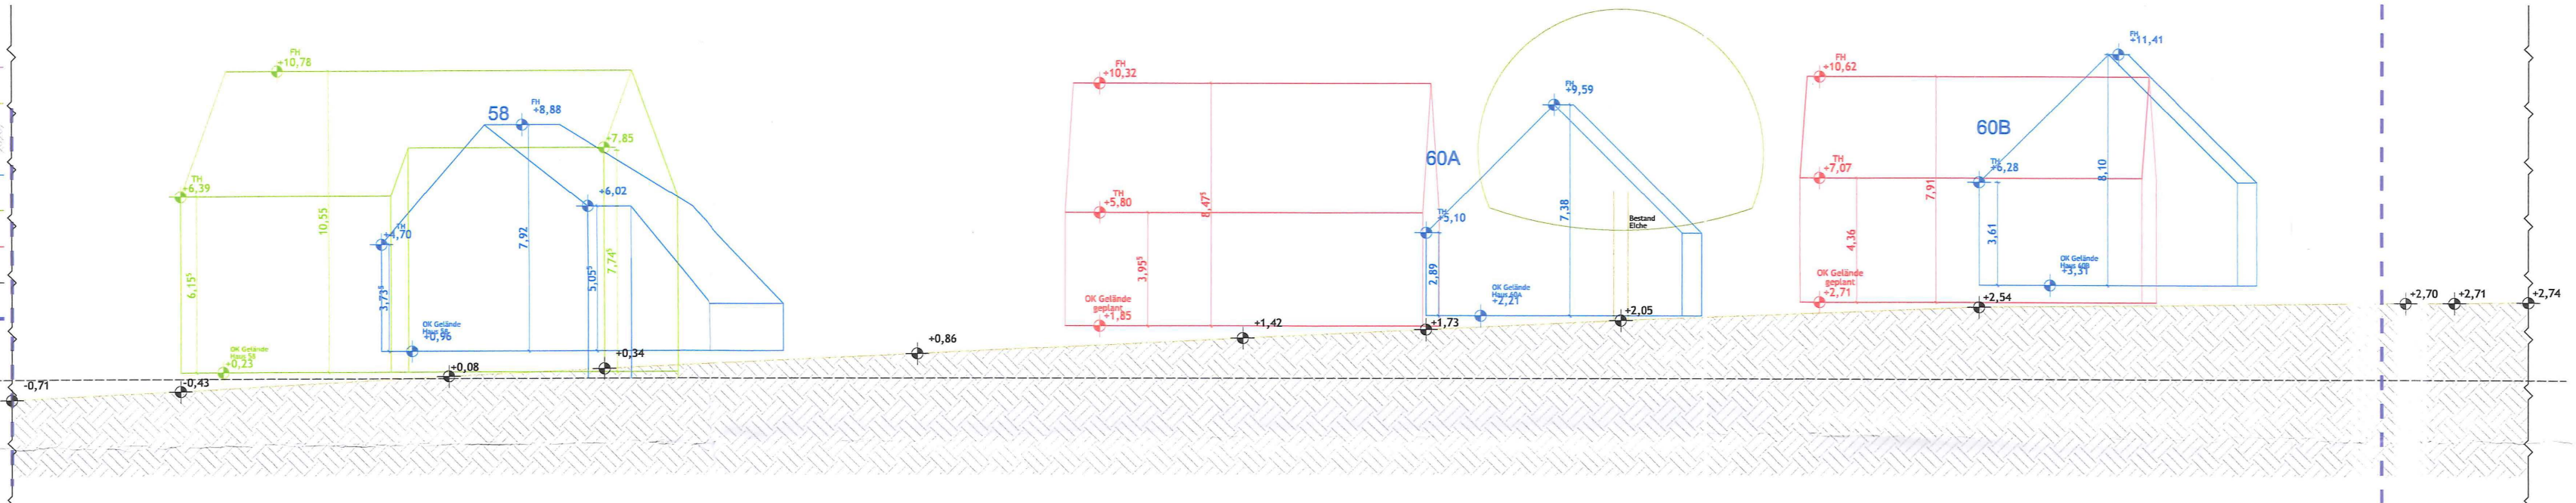 FH
+10,78
TH
+6,39
6,15⁵
10,55
OK Gelände
Haus 58
+0,23
-0,71
-0,43
58
FH
+8,88
+7,85
+6,02
TH
+4,70
3,73⁵
7,92
5,05⁵
7,74⁵
OK Gelände
Haus 58
+0,96
+0,08
+0,34
+0,86
FH
+10,32
TH
+5,80
3,95⁵
8,47⁵
OK Gelände
geplant
+1,85
+1,42
60A
FH
+9,59
TH
+5,10
2,89
7,38
Bestand
Eiche
OK Gelände
Haus 60A
+2,21
+1,73
+2,05
FH
+10,62
TH
+7,07
4,36
7,91
OK Gelände
geplant
+2,71
60B
FH
+11,41
TH
+6,28
3,61
8,10
OK Gelände
Haus 60B
+3,31
+2,54
+2,70
+2,71
+2,74